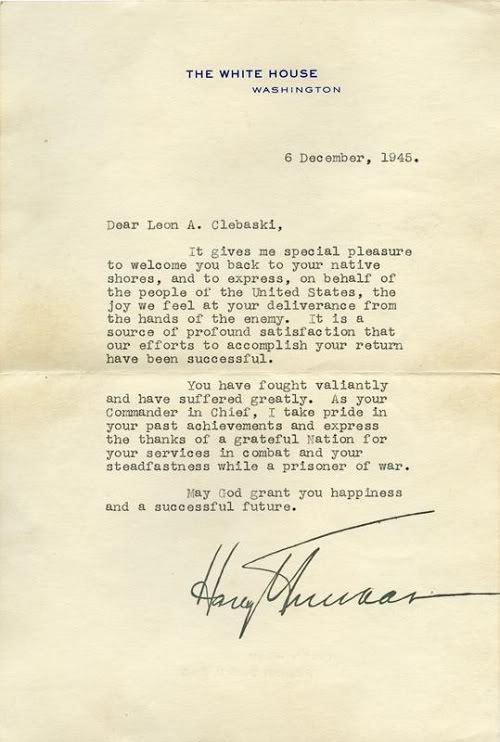 THE WHITE HOUSE
WASHINGTON
6 December, 1945.
Dear Leon A. Clebaski,
It gives me special pleasure
to welcome you back to your native
shores, and to express, on behalf of
the people of the United States, the
joy we feel at your deliverance from
the hands of the enemy. It is a
source of profound satisfaction that
our efforts to accomplish your return
have been successful.
You have fought valiantly
and have suffered greatly. As your
Commander in Chief, I take pride in
your past achievements and express
the thanks of a grateful Nation for
your services in combat and your
steadfastness while a prisoner of war.
May God grant you happiness
and a successful future.
Harry Truman